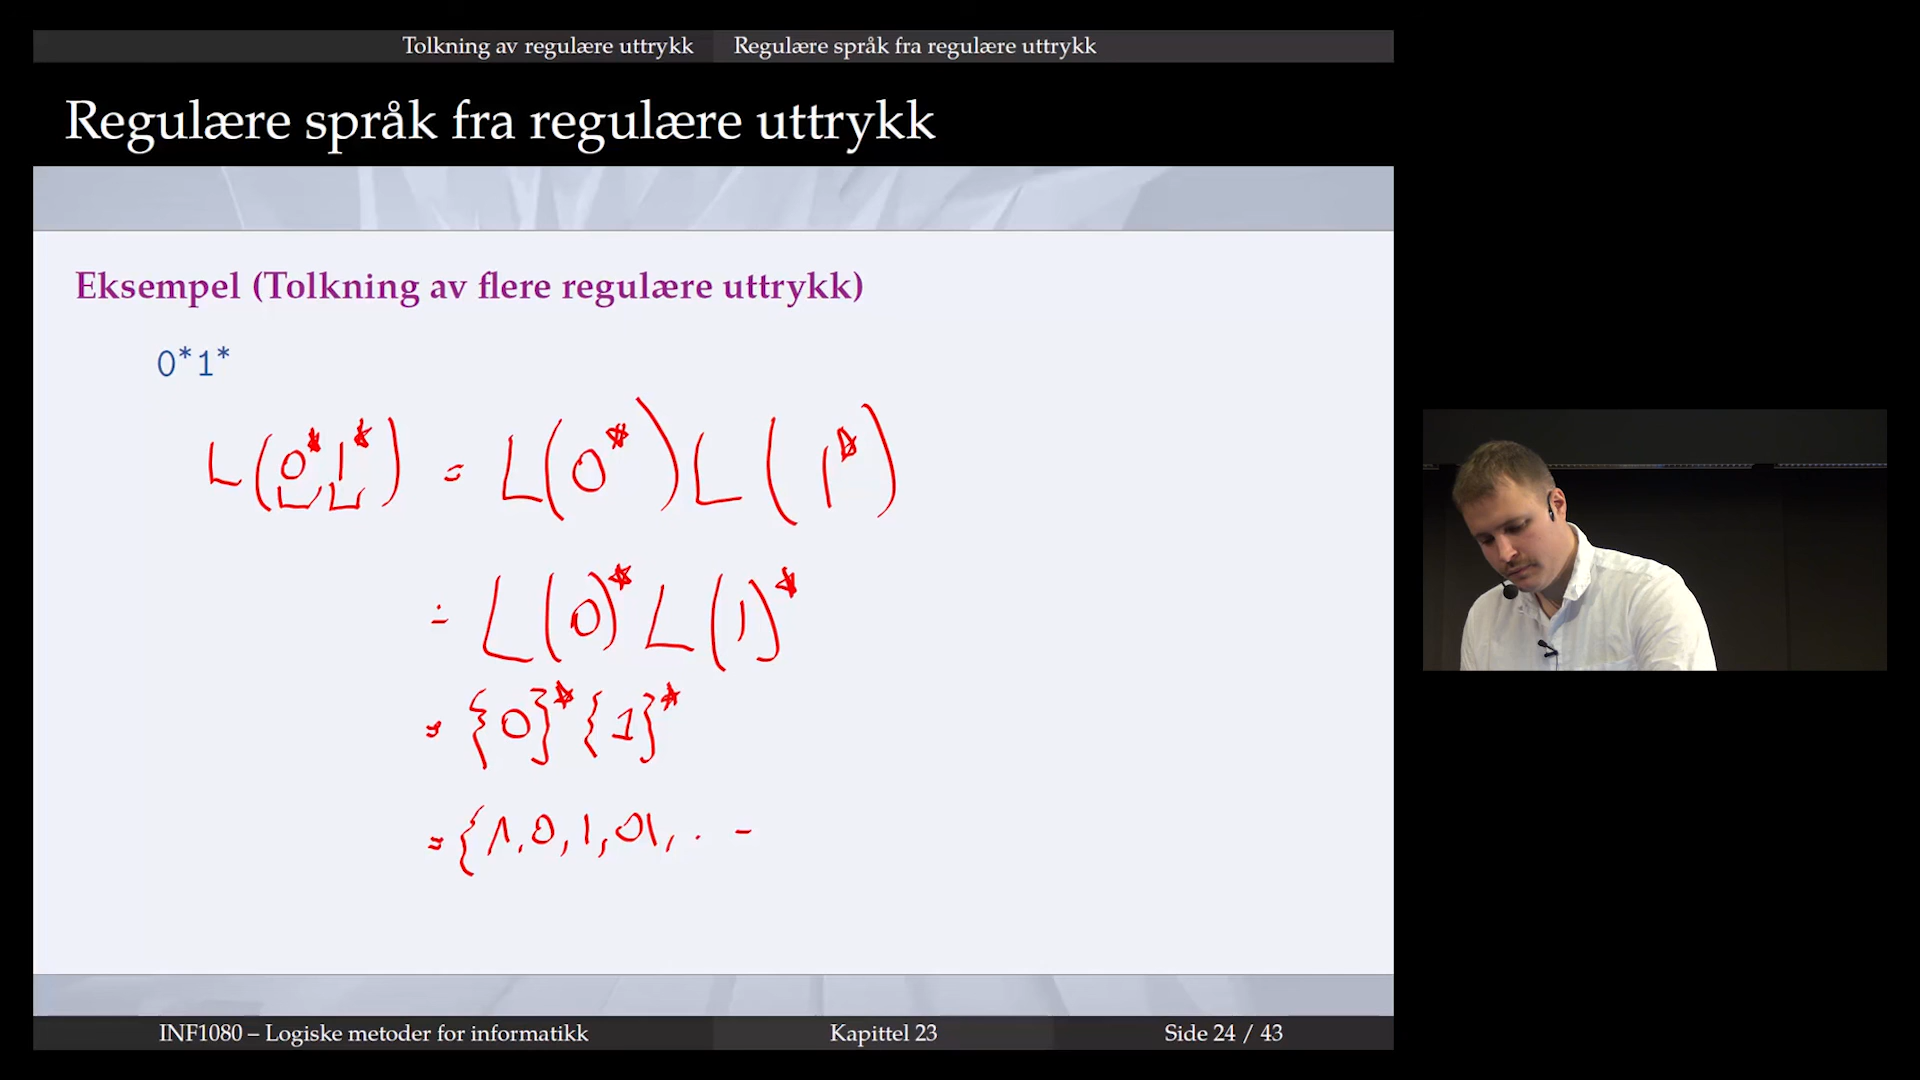 Tolkning av regulære uttrykk Regulære språk fra regulære uttrykk
Regulære språk fra regulære uttrykk
Eksempel (Tolkning av flere regulære uttrykk)
0*1*
L(0*1*) = L(0*)L(1*)
= L(0)*L(1)*
= {0}*{1}*
= {Λ, 0, 1, 01, ...
INF1080 – Logiske metoder for informatikk Kapittel 23 Side 24 / 43